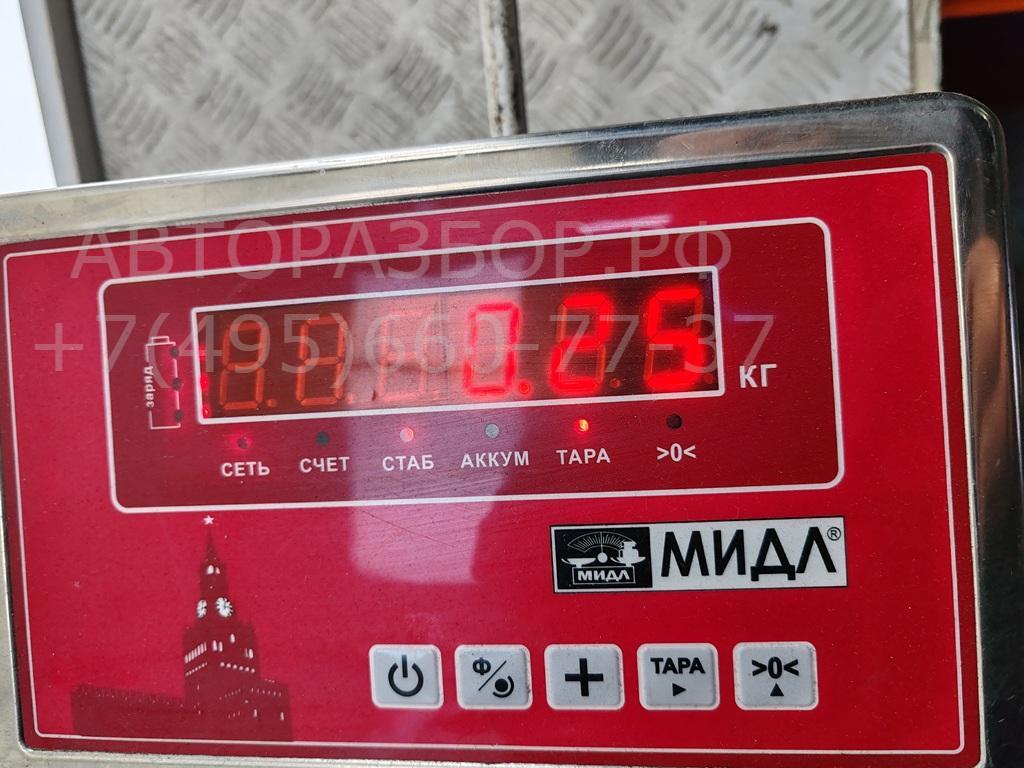 АВТОРАЗБОР.РФ
+7(495)660-77-37
заряд
0.25
КГ
СЕТЬ СЧЕТ СТАБ АККУМ ТАРА >0<
МИДЛ МИДЛ®
Ф + ТАРА >0<